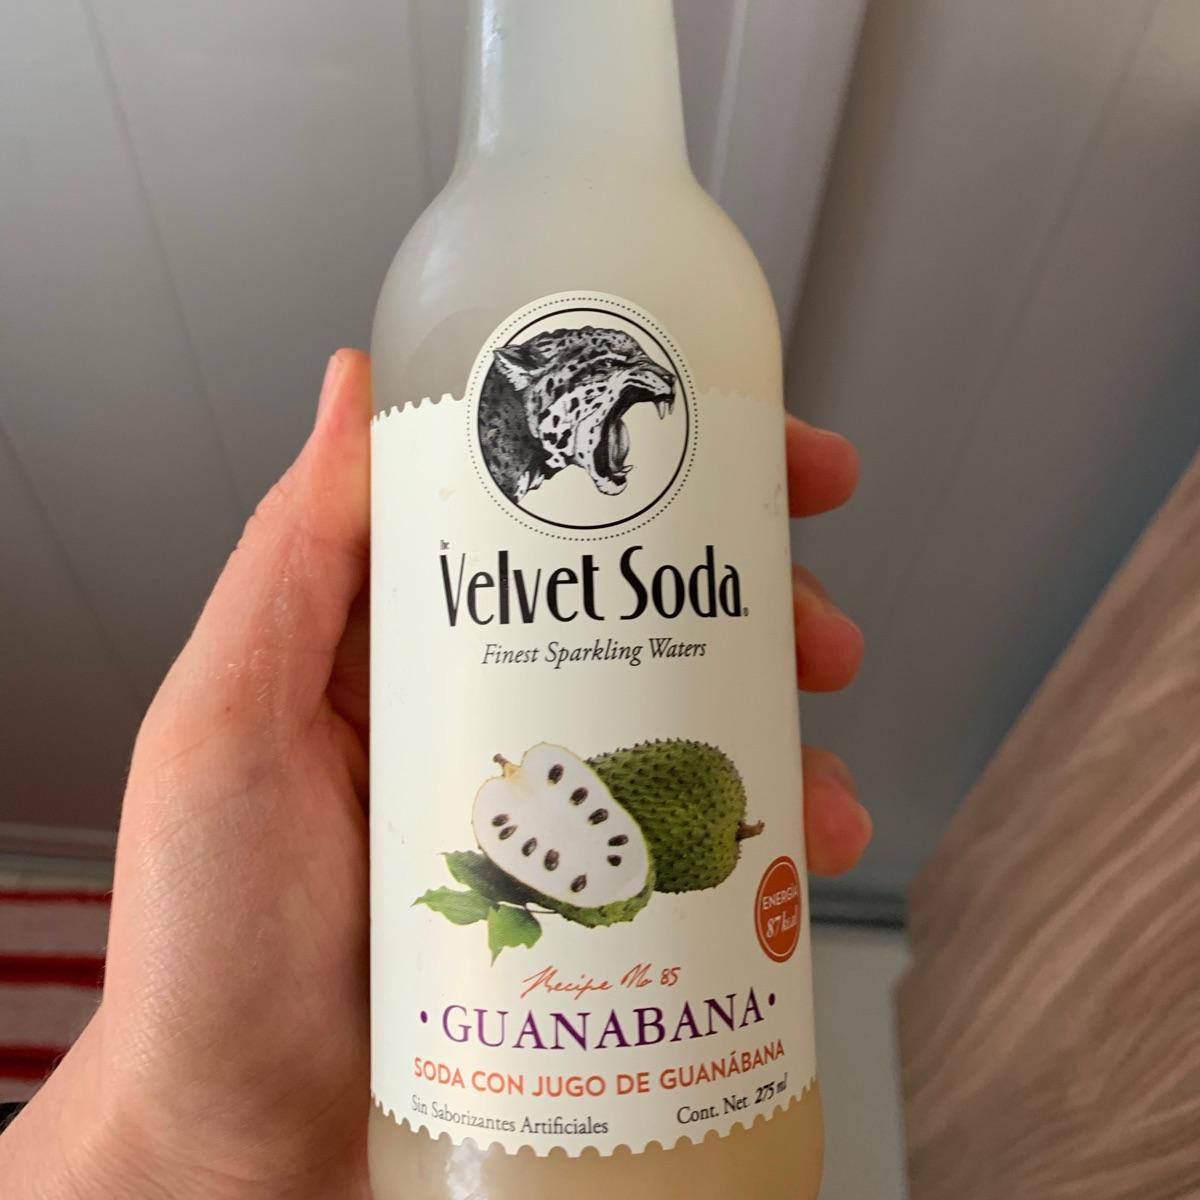 The
Velvet Soda®
Finest Sparkling Waters
ENERGÍA
87 kcal
Recipe No 85
• GUANABANA •
SODA CON JUGO DE GUANÁBANA
Sin Saborizantes Artificiales
Cont. Net. 275 ml